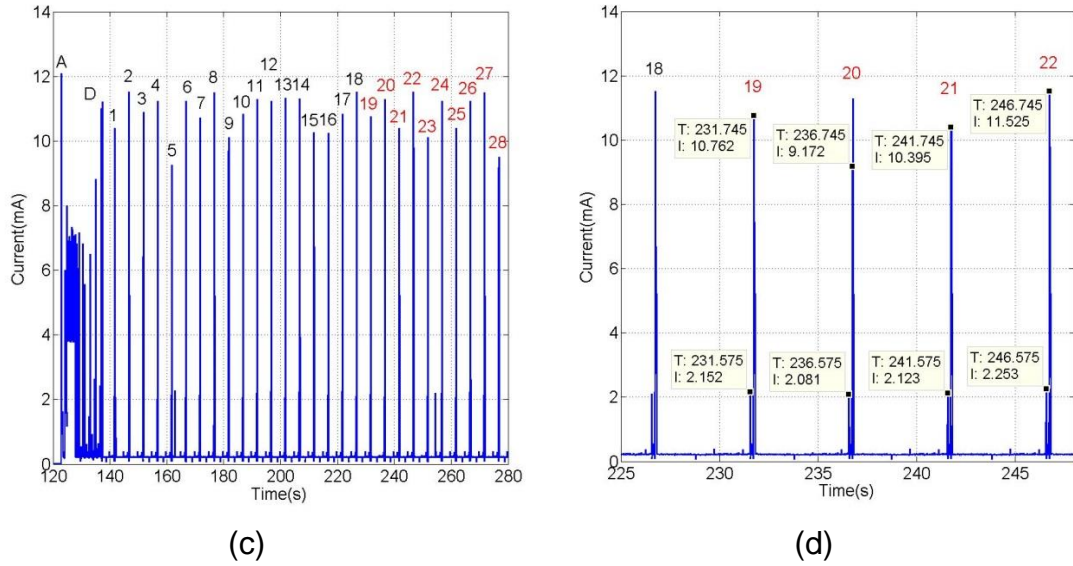 14
12
10
8
6
4
2
0
Current(mA)
A
D
1
2
3
4
5
6
7
8
9
10
11
12
13
14
15
16
17
18
19
20
21
22
23
24
25
26
27
28
120 140 160 180 200 220 240 260 280
Time(s)
(c)
14
12
10
8
6
4
2
0
Current(mA)
18
19
20
21
22
T: 231.745
I: 10.762
T: 236.745
I: 9.172
T: 241.745
I: 10.395
T: 246.745
I: 11.525
T: 231.575
I: 2.152
T: 236.575
I: 2.081
T: 241.575
I: 2.123
T: 246.575
I: 2.253
225 230 235 240 245
Time(s)
(d)